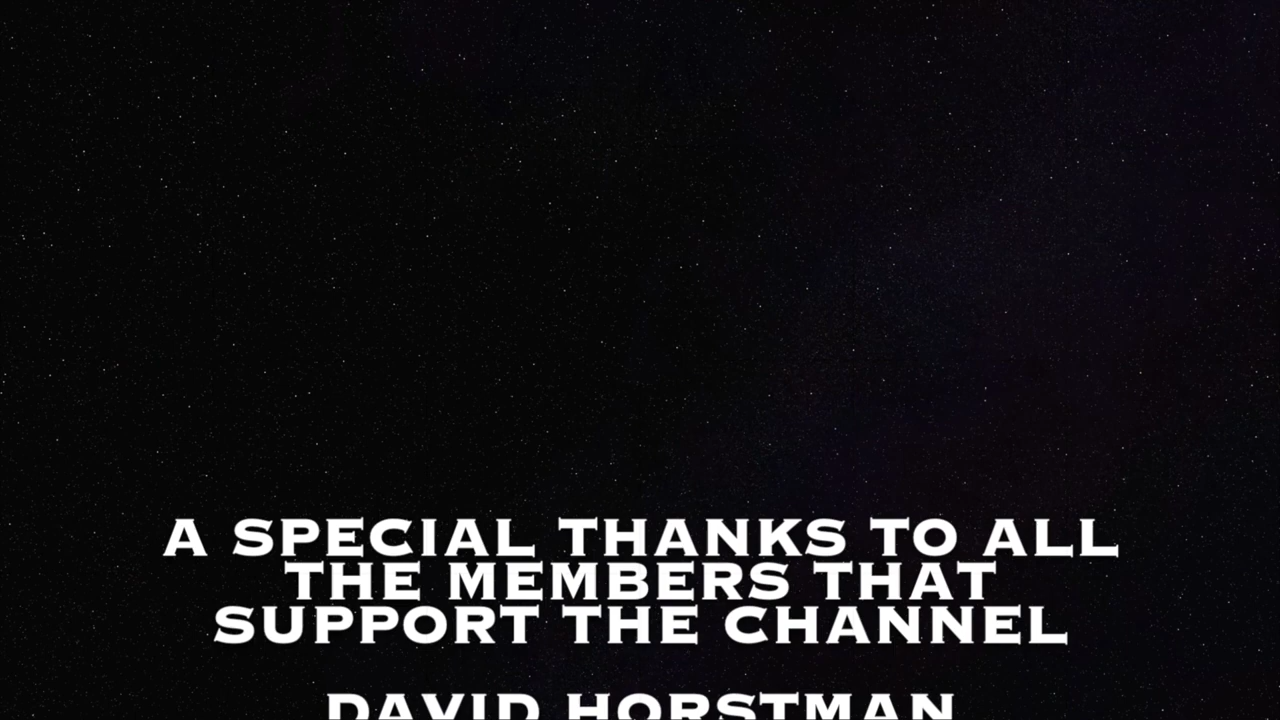 A SPECIAL THANKS TO ALL
THE MEMBERS THAT
SUPPORT THE CHANNEL
DAVID HORSTMAN